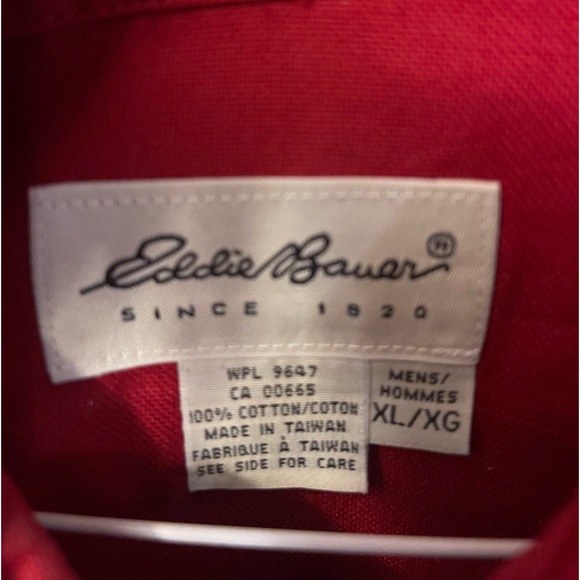 Eddie Bauer®
SINCE 1920
WPL 9647
CA 00665
100% COTTON/COTON
MADE IN TAIWAN
FABRIQUE À TAIWAN
SEE SIDE FOR CARE
MENS/
HOMMES
XL/XG